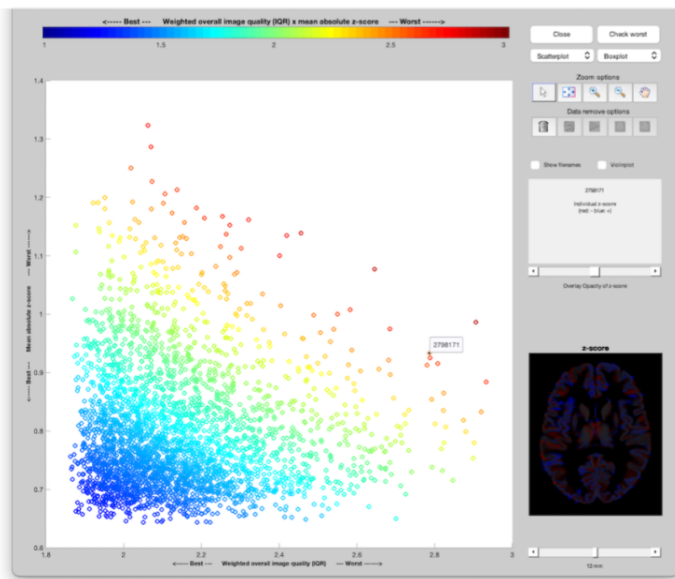 <----- Best ---- Weighted overall image quality (IQR) x mean absolute z-score ---- Worst ------>
1 1.5 2 2.5 3
Close Check worst
Scatterplot Boxplot
Zoom options
Data remove options
Show filenames Violinplot
2798171
Individual z-score
(red: - blue: +)
Overlay Opacity of z-score
z-score
13 mm
1.4
1.3
1.2
1.1
1
0.9
0.8
0.7
0.6
<----- Best ---- Mean absolute z-score ---- Worst ------>
2798171
1.8 2 2.2 2.4 2.6 2.8 3
<----- Best ---- Weighted overall image quality (IQR) ---- Worst ------>